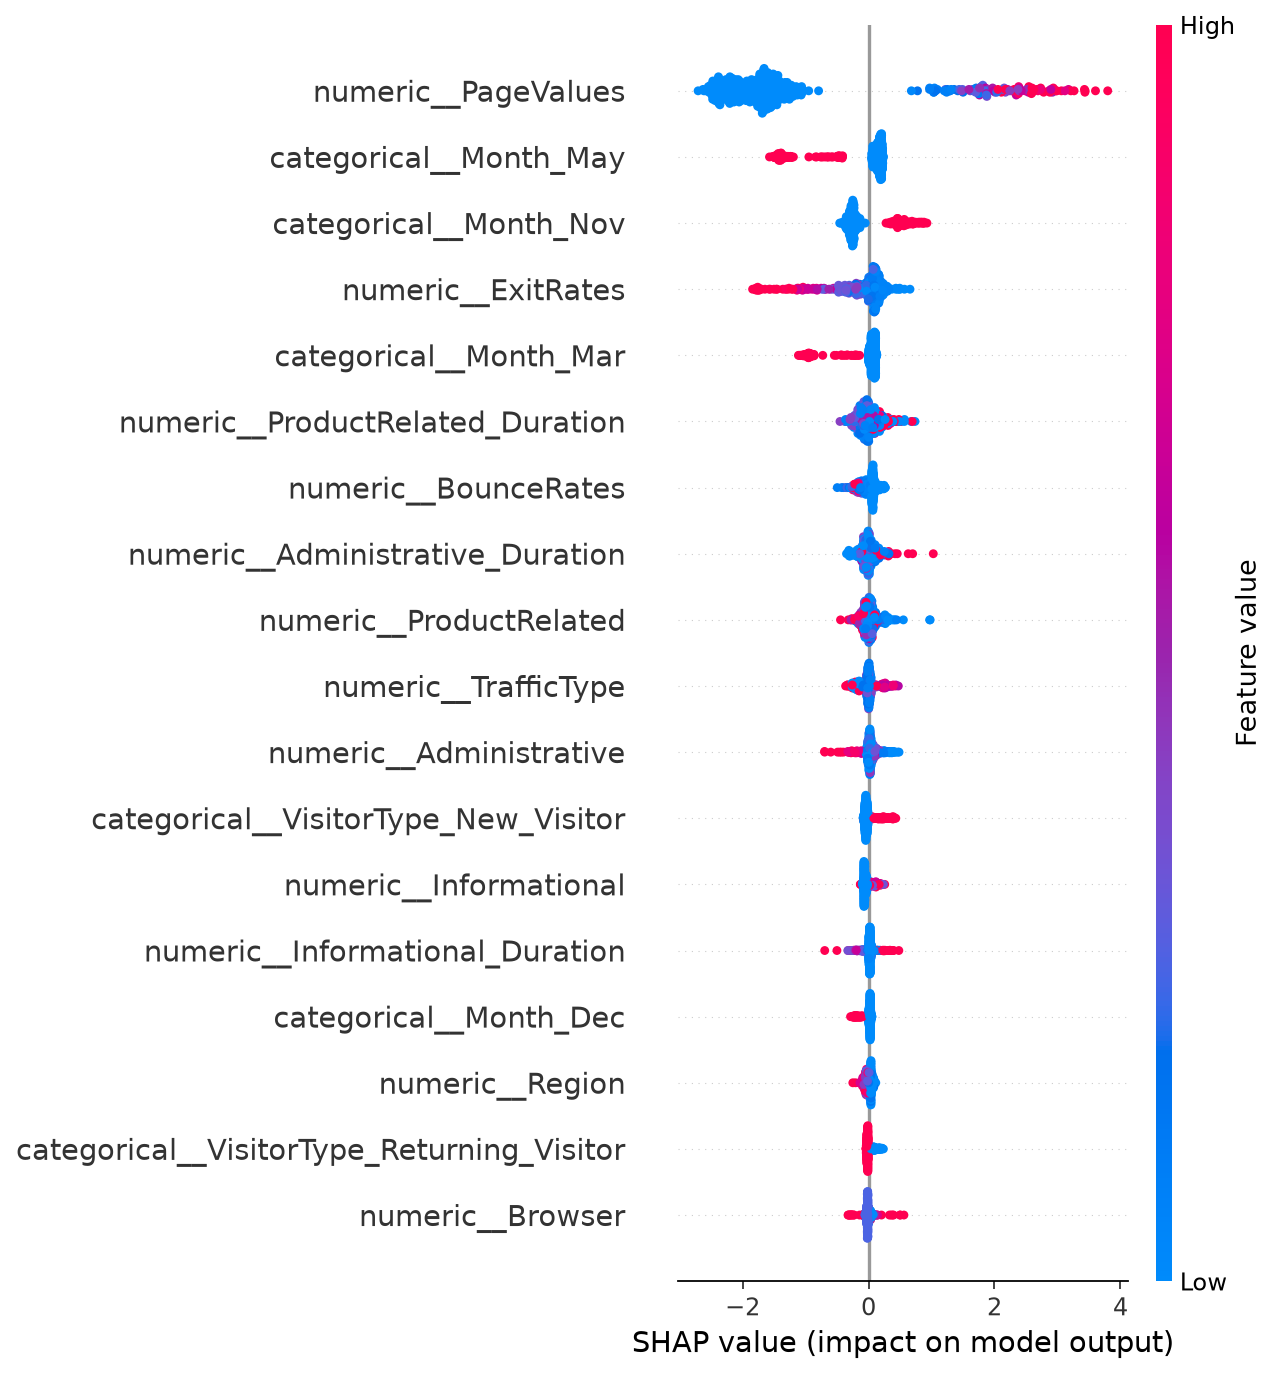 High
numeric__PageValues
categorical__Month_May
categorical__Month_Nov
numeric__ExitRates
categorical__Month_Mar
numeric__ProductRelated_Duration
numeric__BounceRates
numeric__Administrative_Duration
numeric__ProductRelated
numeric__TrafficType
numeric__Administrative
categorical__VisitorType_New_Visitor
numeric__Informational
numeric__Informational_Duration
categorical__Month_Dec
numeric__Region
categorical__VisitorType_Returning_Visitor
numeric__Browser
Feature value
Low
−2 0 2 4
SHAP value (impact on model output)